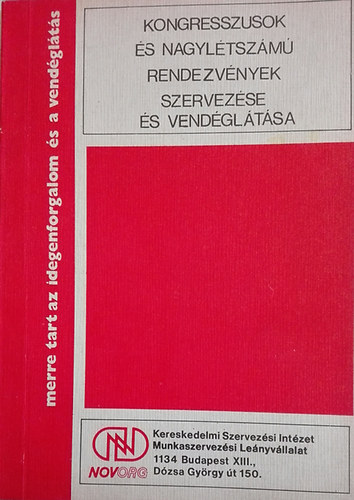 KONGRESSZUSOK
ÉS NAGYLÉTSZÁMÚ
RENDEZVÉNYEK
SZERVEZÉSE
ÉS VENDÉGLÁTÁSA
merre tart az idegenforgalom és a vendéglátás
NOVORG
Kereskedelmi Szervezési Intézet
Munkaszervezési Leányvállalat
1134 Budapest XIII.,
Dózsa György út 150.